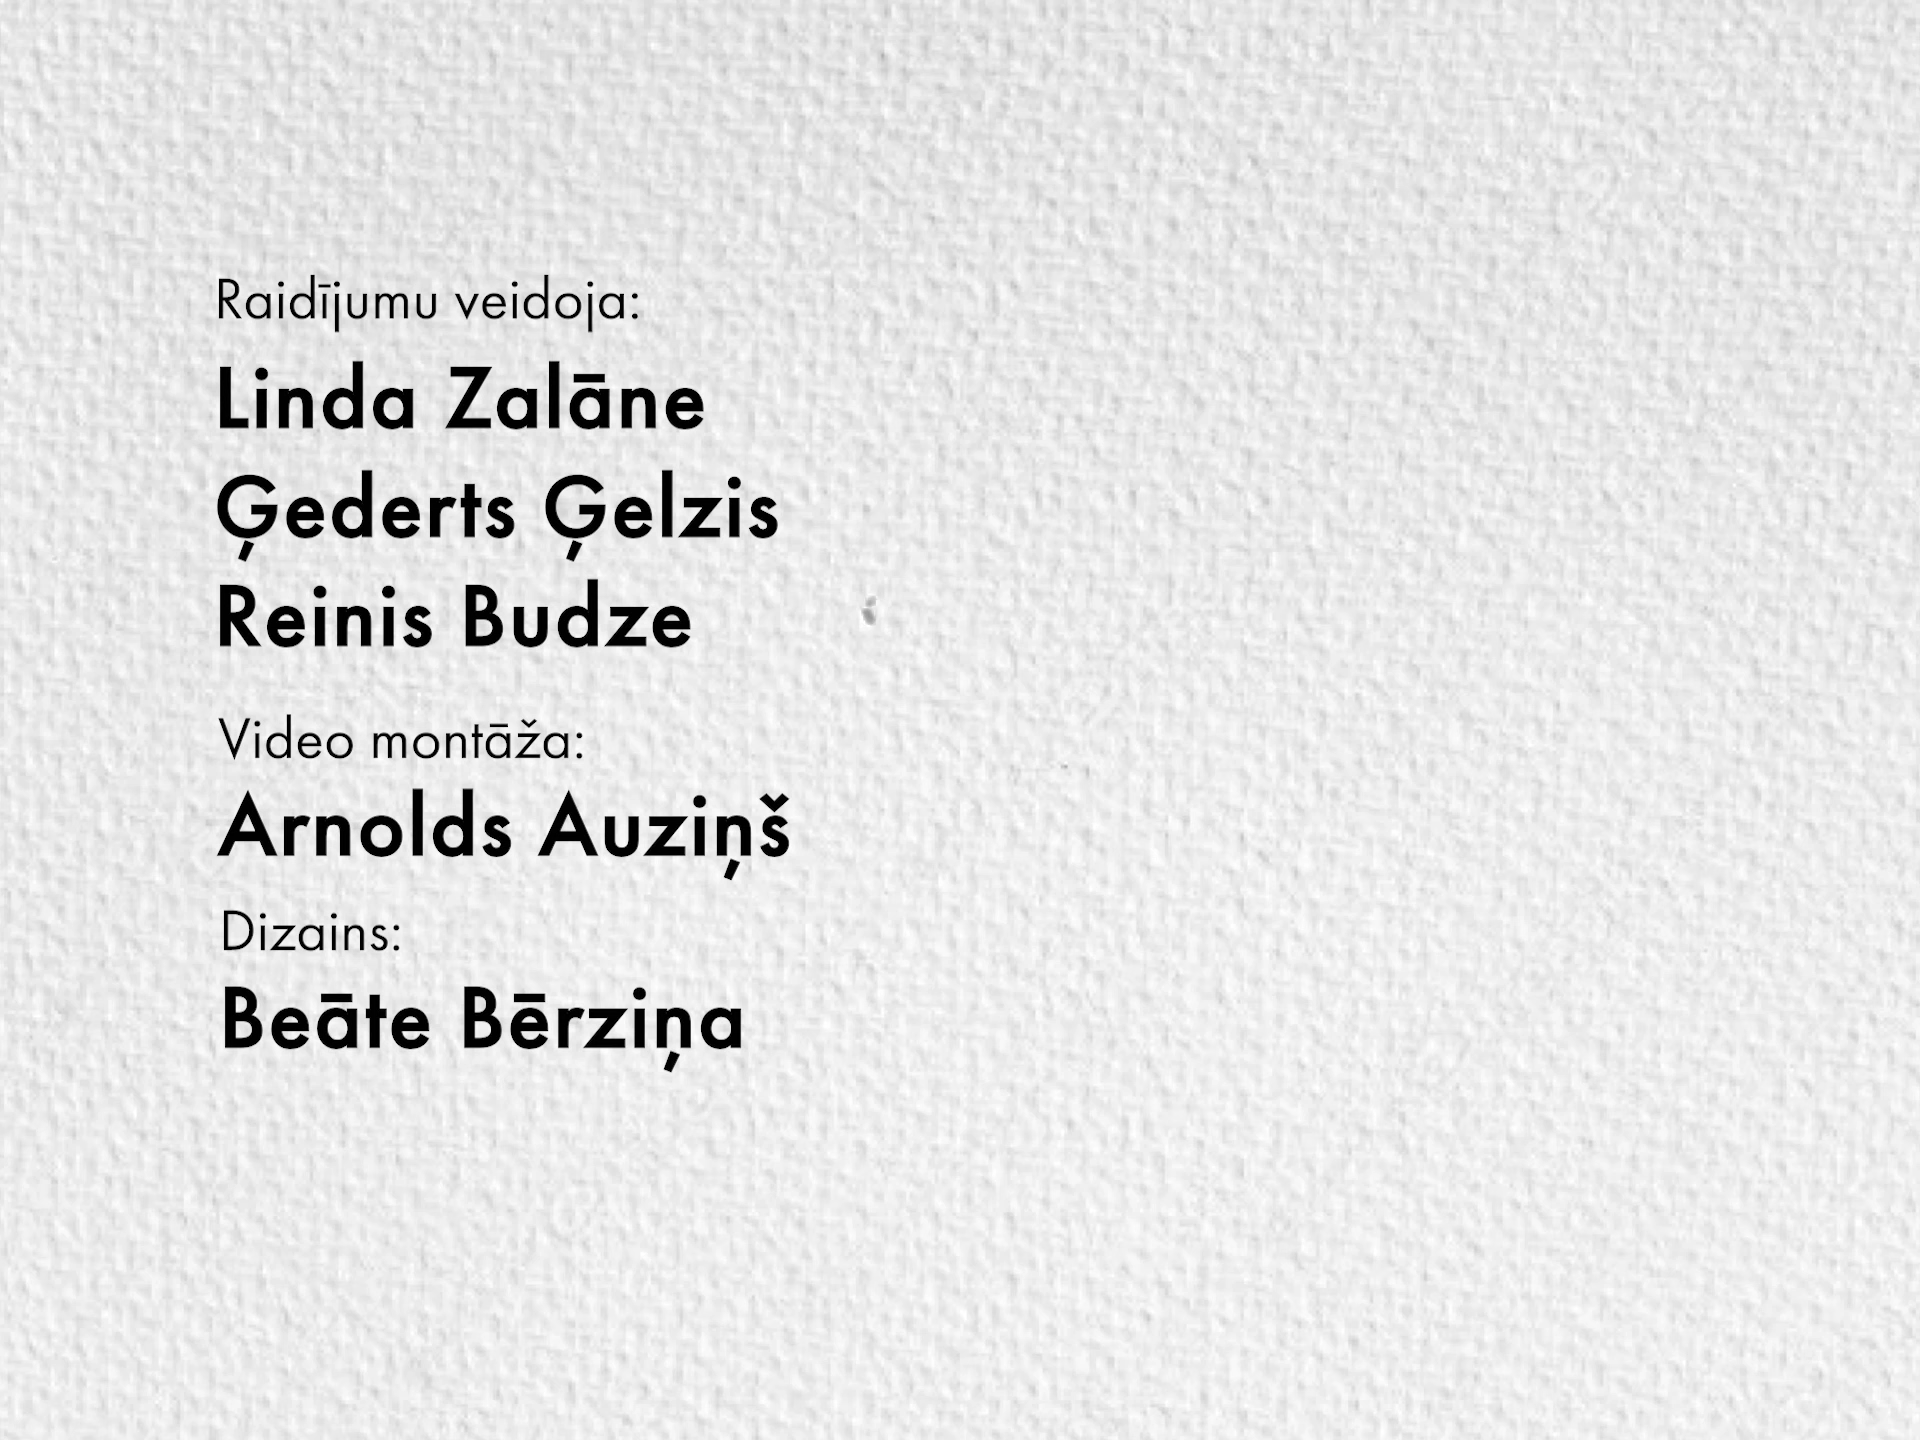 Raidījumu veidoja:
Linda Zalāne
Ģederts Ģelzis
Reinis Budze
Video montāža:
Arnolds Auziņš
Dizains:
Beāte Bērziņa